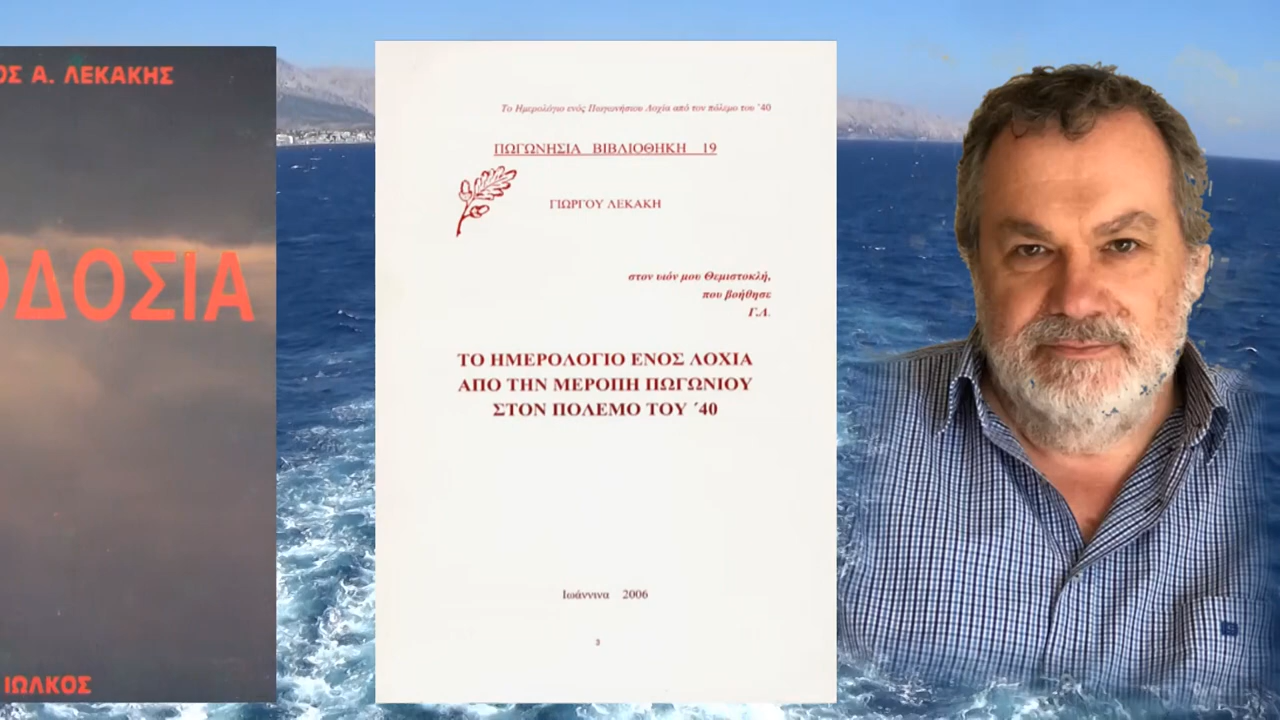 ΟΣ Α. ΛΕΚΑΚΗΣ
ΟΔΟΣΙΑ
ΙΩΛΚΟΣ
Το Ημερολόγιο ενός Πωγωνήσιου Λοχία από τον πόλεμο του ΄40
ΠΩΓΩΝΗΣΙΑ ΒΙΒΛΙΟΘΗΚΗ 19
ΓΙΩΡΓΟΥ ΛΕΚΑΚΗ
στον υιόν μου Θεμιστοκλή,
που βοήθησε
Γ.Λ.
ΤΟ ΗΜΕΡΟΛΟΓΙΟ ΕΝΟΣ ΛΟΧΙΑ
ΑΠΟ ΤΗΝ ΜΕΡΟΠΗ ΠΩΓΩΝΙΟΥ
ΣΤΟΝ ΠΟΛΕΜΟ ΤΟΥ ΄40
Ιωάννινα 2006
3